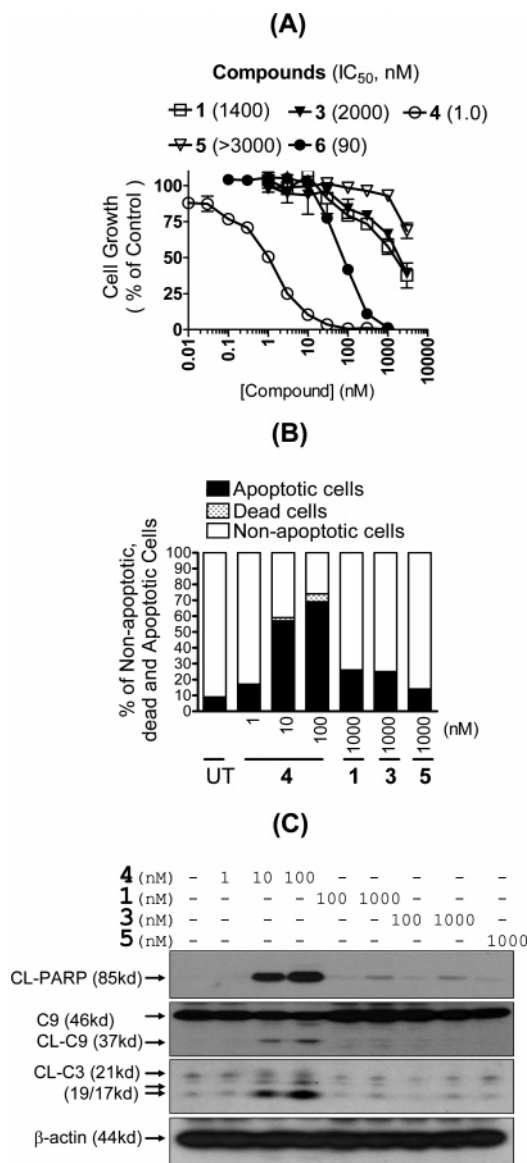 (A)
Compounds (IC50, nM)
1 (1400) 3 (2000) 4 (1.0)
5 (>3000) 6 (90)
Cell Growth
( % of Control )
100
75
50
25
0
0.01
0.1
1
10
100
1000
10000
[Compound] (nM)
(B)
Apoptotic cells
Dead cells
Non-apoptotic cells
% of Non-apoptotic,
dead and Apoptotic Cells
100
90
80
70
60
50
40
30
20
10
0
1 10 100 1000 1000 1000 (nM)
UT 4 1 3 5
(C)
4 (nM) – 1 10 100 – – – – –
1 (nM) – – – – 100 1000 – – –
3 (nM) – – – – – – 100 1000 –
5 (nM) – – – – – – – – 1000
CL-PARP (85kd)
C9 (46kd)
CL-C9 (37kd)
CL-C3 (21kd)
(19/17kd)
β-actin (44kd)